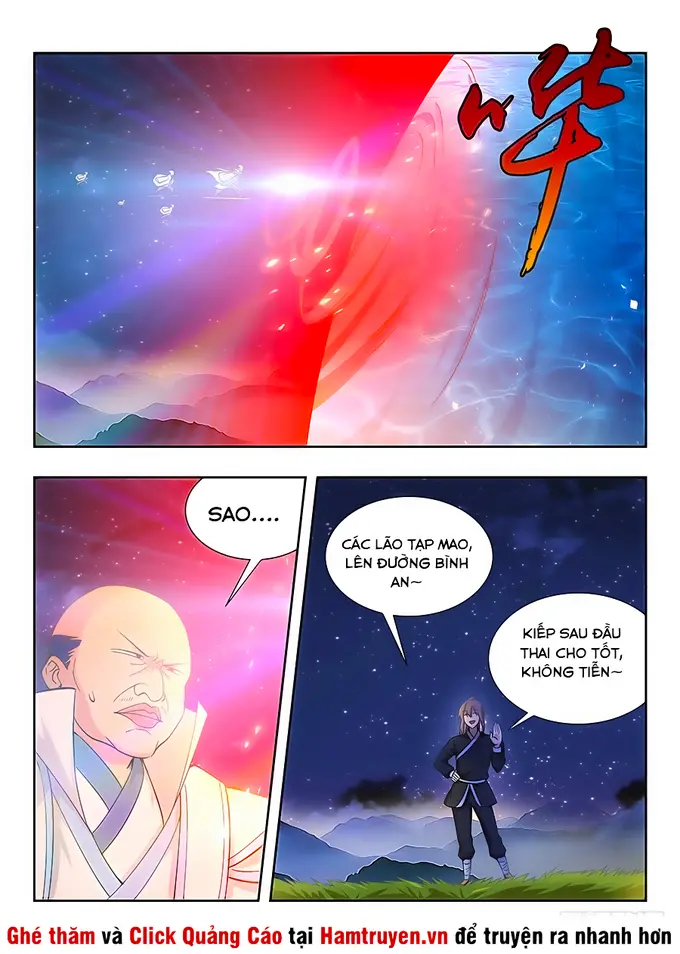 哗
SAO....
CÁC LÃO TẠP MAO,
LÊN ĐƯỜNG BÌNH
AN~
KIẾP SAU ĐẦU
THAI CHO TỐT,
KHÔNG TIỄN~
Ghé thăm và Click Quảng Cáo tại Hamtruyen.vn để truyện ra nhanh hơn